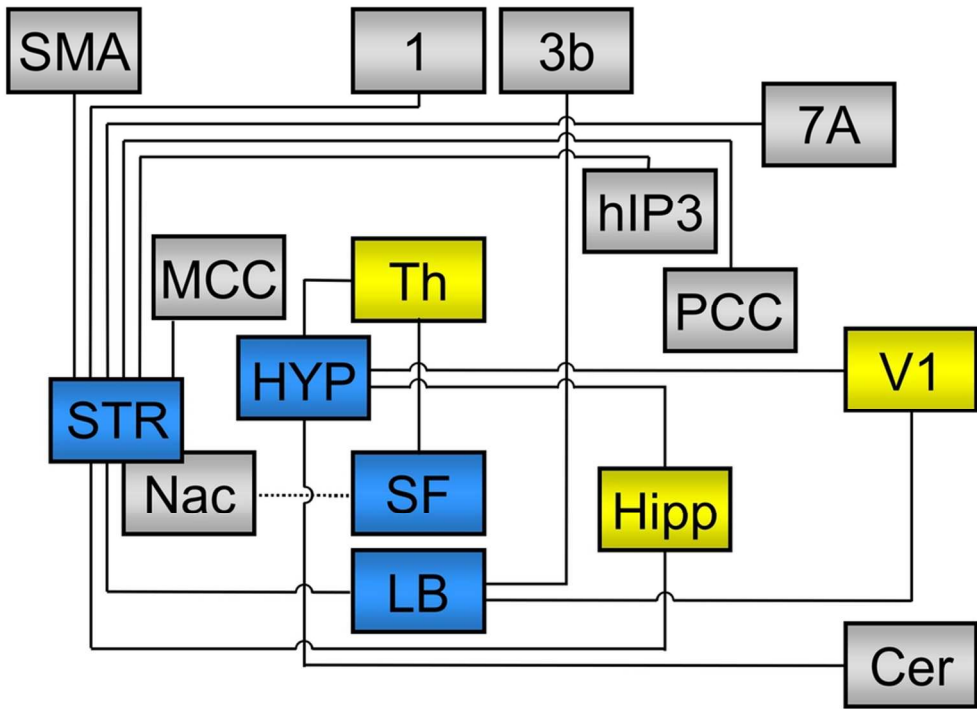 SMA
1
3b
7A
hIP3
MCC
Th
PCC
HYP
V1
STR
Nac
SF
Hipp
LB
Cer